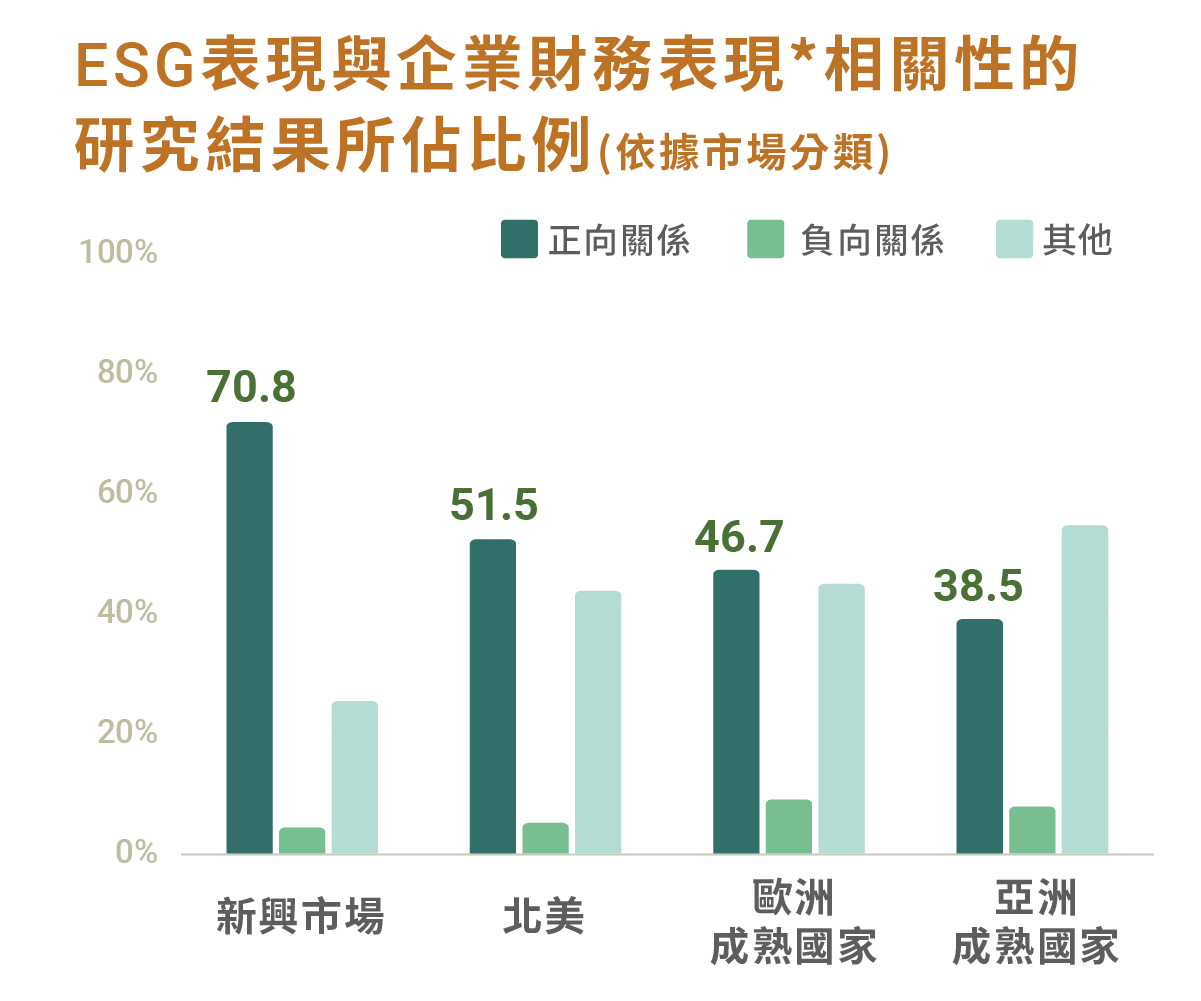 ESG表現與企業財務表現*相關性的
研究結果所佔比例(依據市場分類)
正向關係 負向關係 其他
100%
80%
60%
40%
20%
0%
70.8
51.5
46.7
38.5
新興市場
北美
歐洲
成熟國家
亞洲
成熟國家